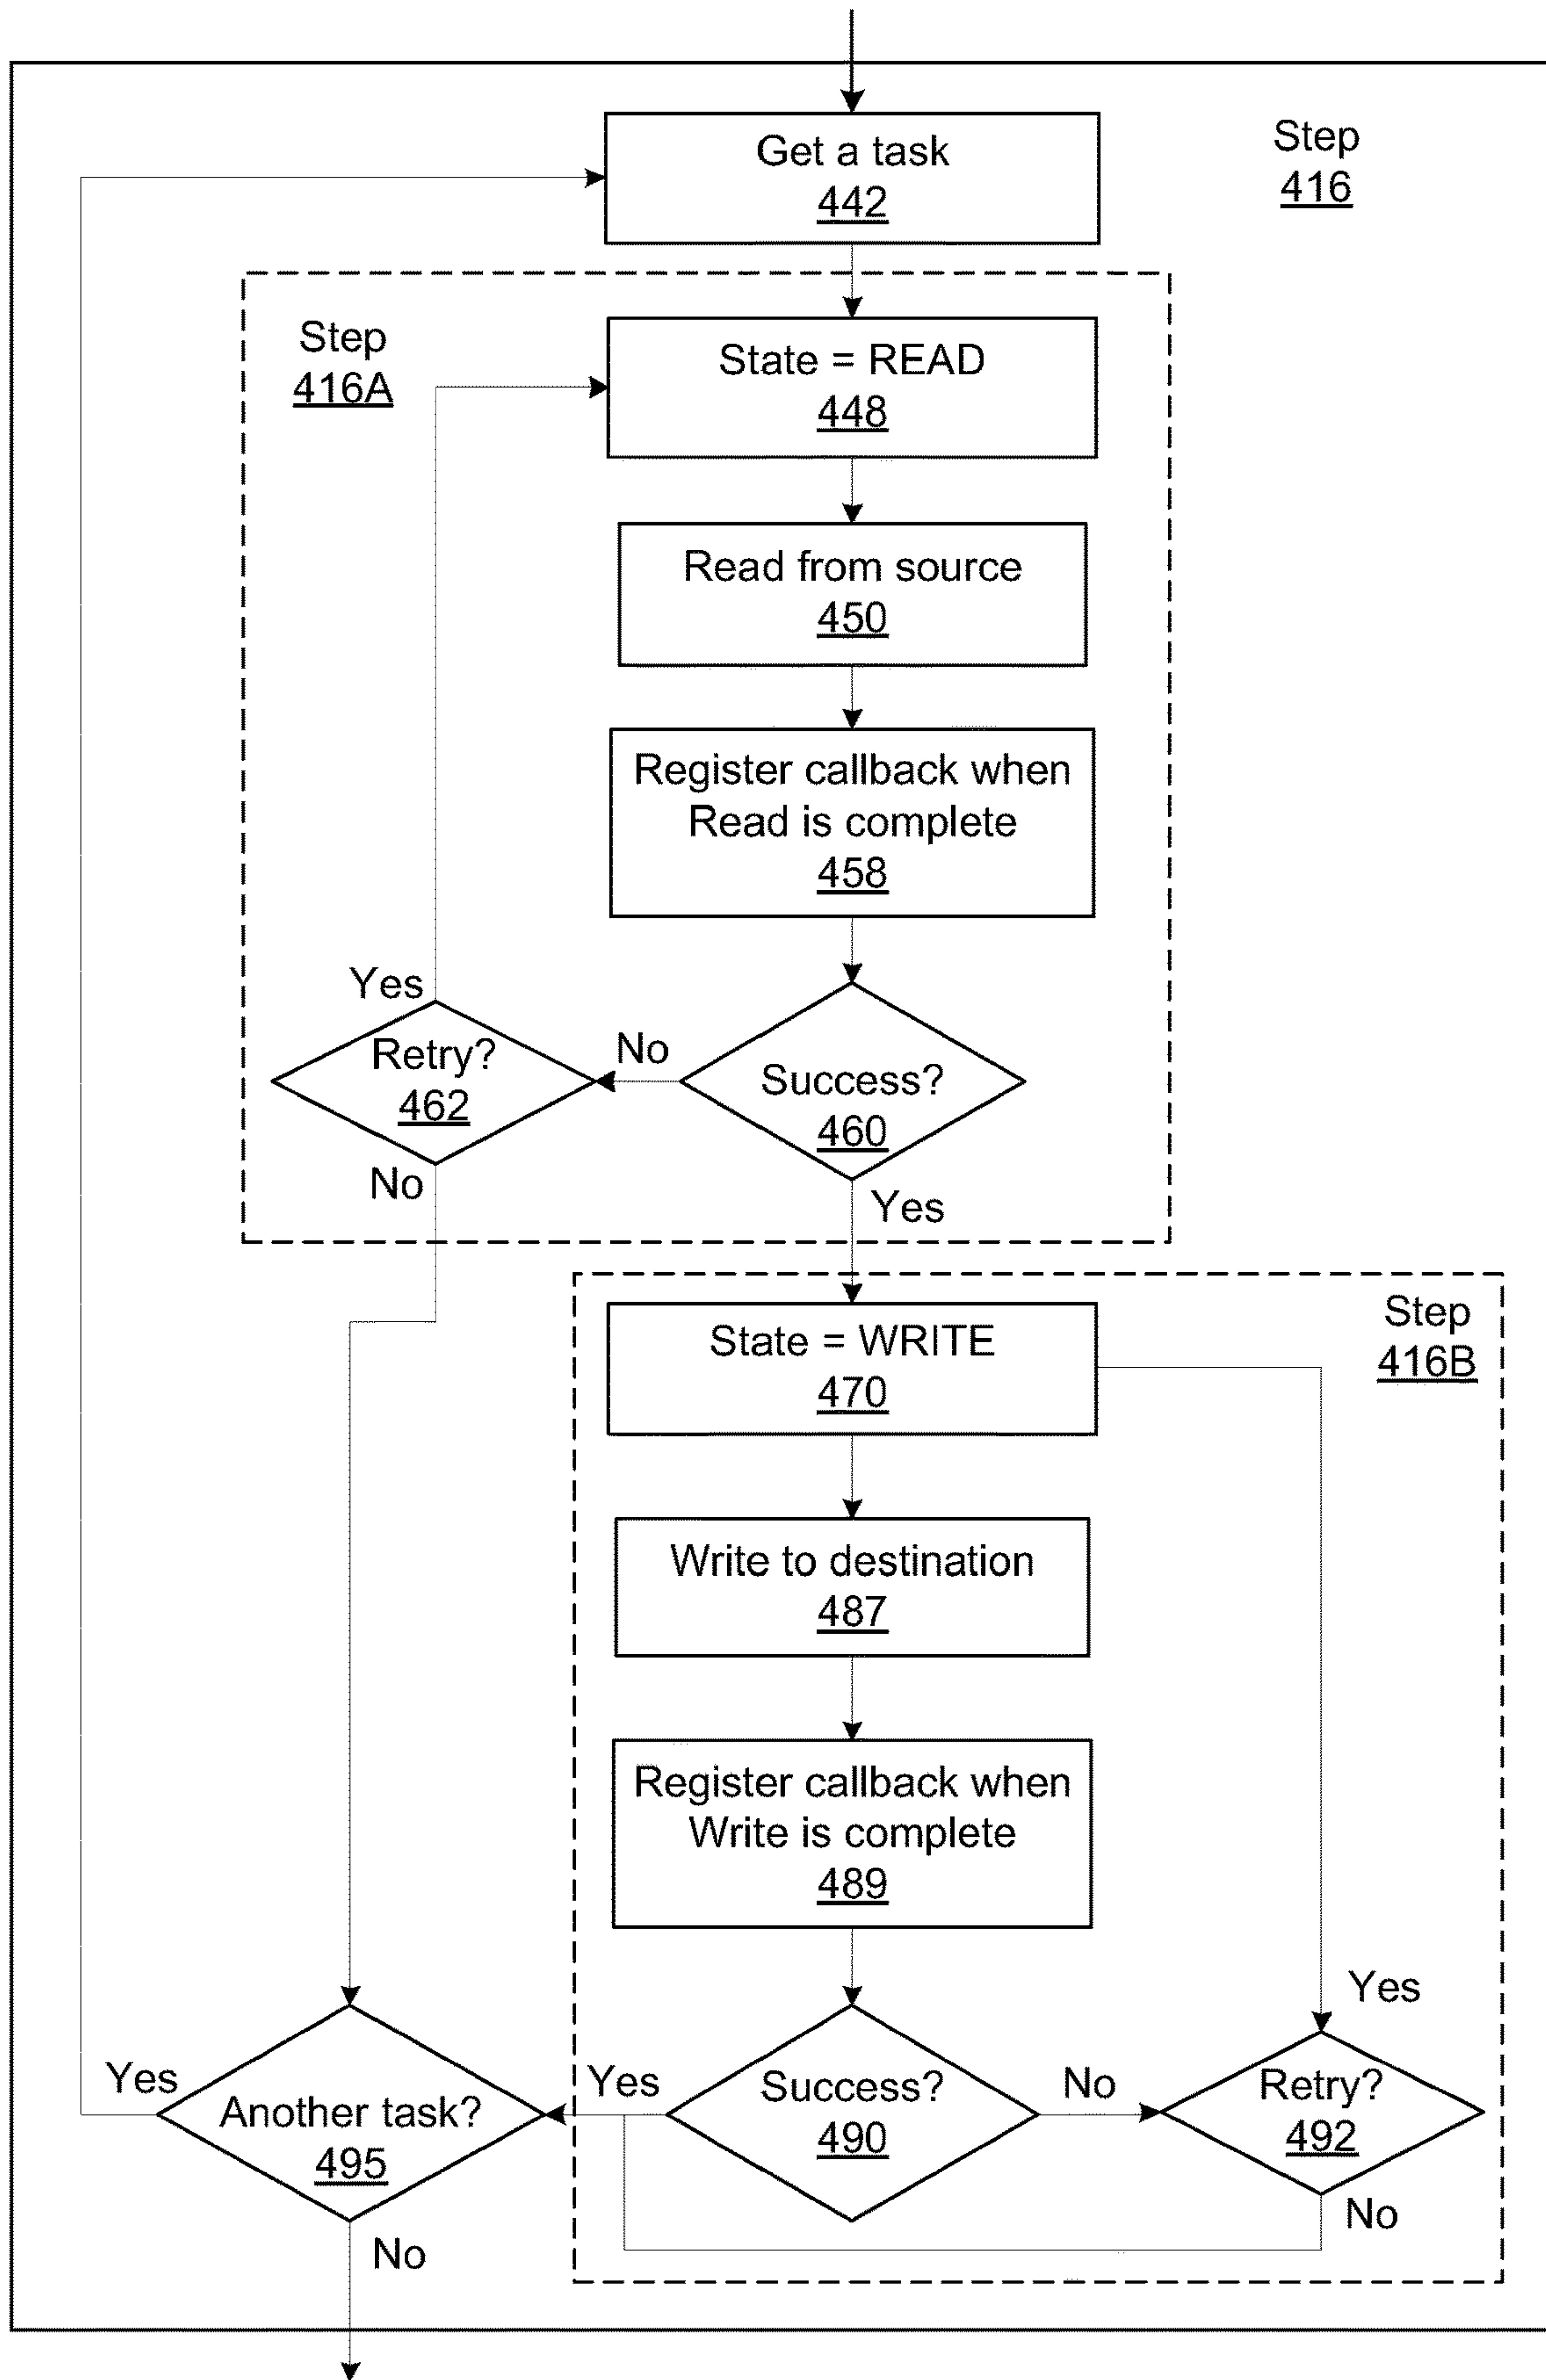 Get a task
442
Step
416
Step
416A
State = READ
448
Read from source
450
Register callback when
Read is complete
458
Yes
Retry?
462
No
Success?
460
No
Yes
State = WRITE
470
Step
416B
Write to destination
487
Register callback when
Write is complete
489
Yes
Yes
Another task?
495
Yes
Success?
490
No
Retry?
492
No
No